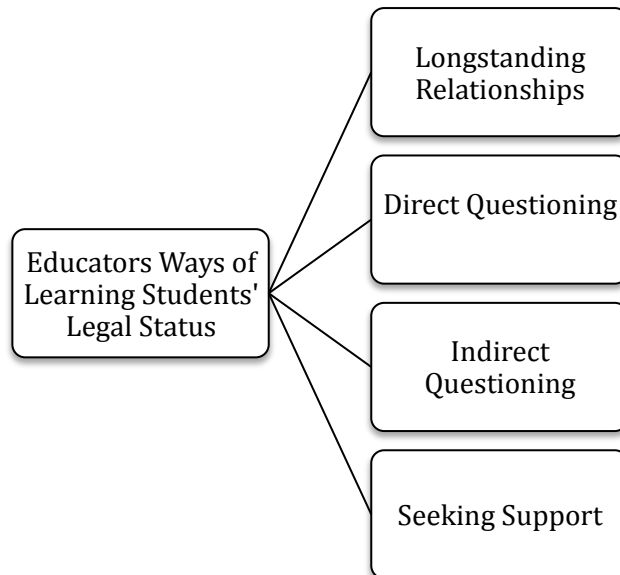 Longstanding
Relationships
Direct Questioning
Educators Ways of
Learning Students'
Legal Status
Indirect
Questioning
Seeking Support